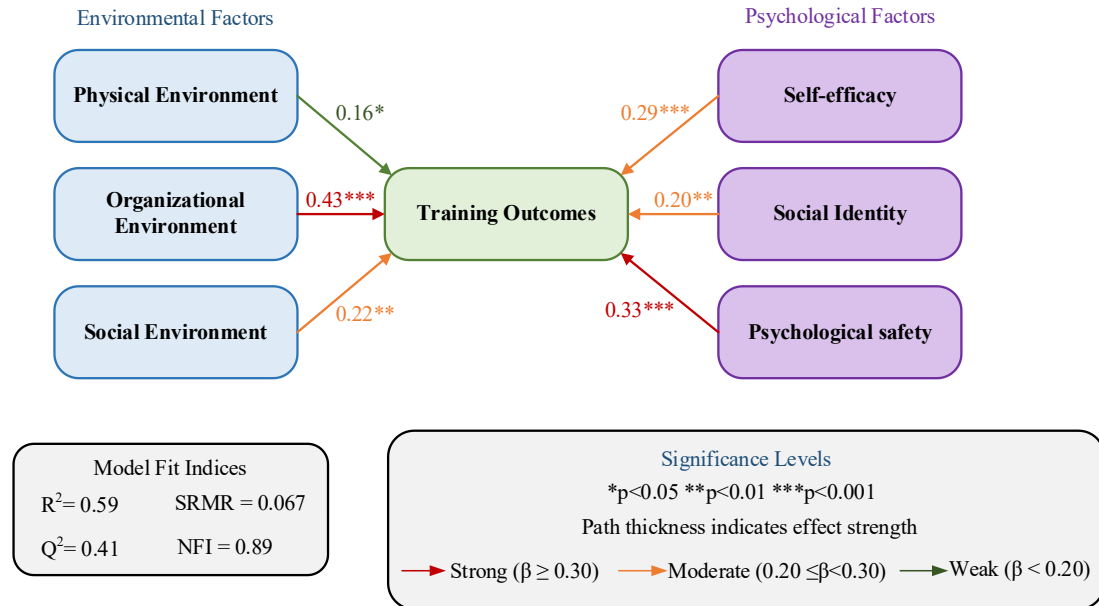 Environmental Factors
Psychological Factors
Physical Environment
0.16*
0.29***
Self-efficacy
Organizational
Environment
0.43***
Training Outcomes
0.20**
Social Identity
Social Environment
0.22**
0.33***
Psychological safety
Model Fit Indices
R²= 0.59 SRMR = 0.067
Q²= 0.41 NFI = 0.89
Significance Levels
*p<0.05 **p<0.01 ***p<0.001
Path thickness indicates effect strength
Strong (β ≥ 0.30) Moderate (0.20 ≤β<0.30) Weak (β < 0.20)